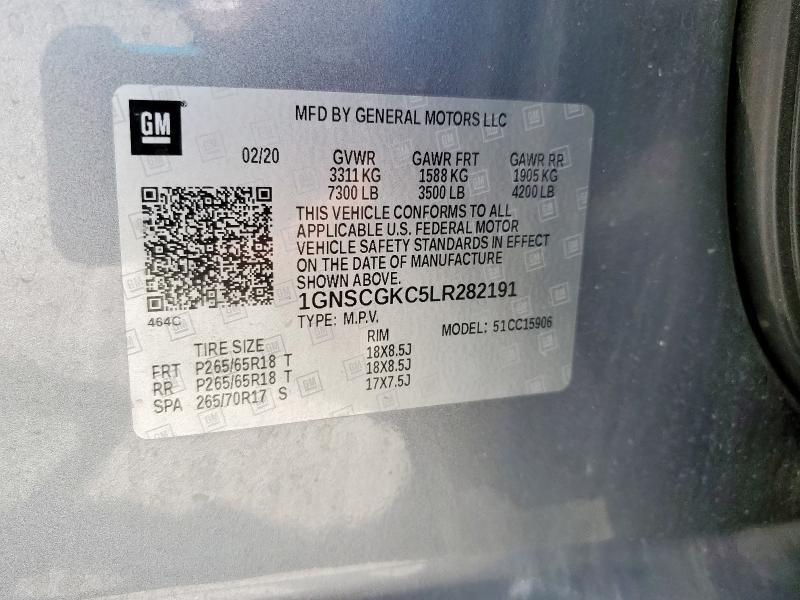 GM
MFD BY GENERAL MOTORS LLC
02/20 GVWR GAWR FRT GAWR RR
3311 KG 1588 KG 1905 KG
7300 LB 3500 LB 4200 LB
THIS VEHICLE CONFORMS TO ALL
APPLICABLE U.S. FEDERAL MOTOR
VEHICLE SAFETY STANDARDS IN EFFECT
ON THE DATE OF MANUFACTURE
SHOWN ABOVE.
1GNSCGKC5LR282191
464C
TYPE: M.P.V. MODEL: 51CC15906
TIRE SIZE RIM
FRT P265/65R18 T 18X8.5J
RR P265/65R18 T 18X8.5J
SPA 265/70R17 S 17X7.5J